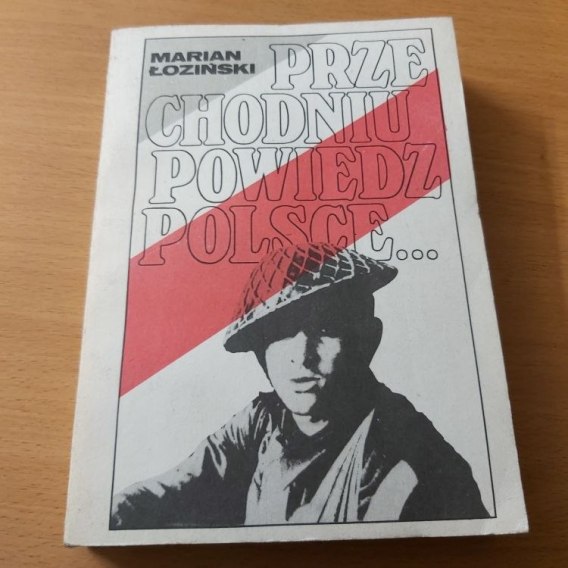 MARIAN
ŁOZIŃSKI
PRZE
CHODNIU
POWIEDZ
POLSCE...